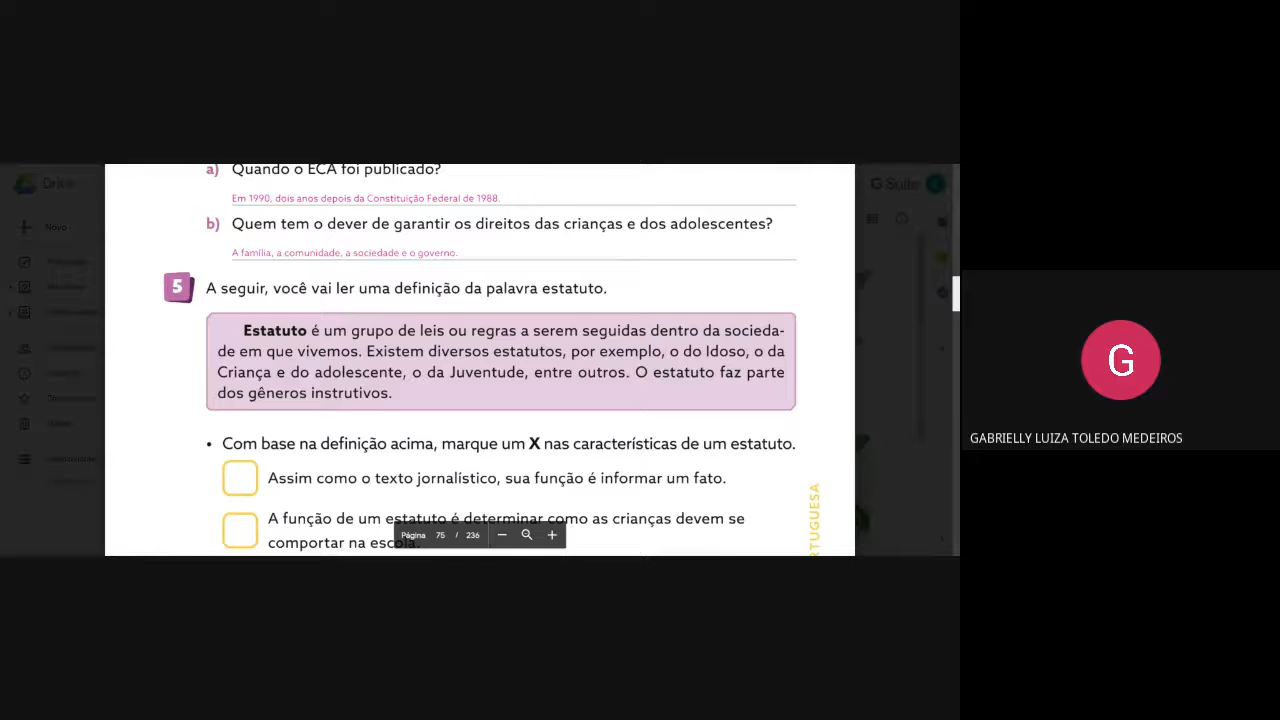 a) Quando o ECA foi publicado?
Em 1990, dois anos depois da Constituição Federal de 1988.
b) Quem tem o dever de garantir os direitos das crianças e dos adolescentes?
A família, a comunidade, a sociedade e o governo.
5 A seguir, você vai ler uma definição da palavra estatuto.
Estatuto é um grupo de leis ou regras a serem seguidas dentro da socieda-
de em que vivemos. Existem diversos estatutos, por exemplo, o do Idoso, o da
Criança e do adolescente, o da Juventude, entre outros. O estatuto faz parte
dos gêneros instrutivos.
• Com base na definição acima, marque um X nas características de um estatuto.
Assim como o texto jornalístico, sua função é informar um fato.
A função de um estatuto é determinar como as crianças devem se
comportar na escola.
Página 75 / 236
RTUGUESA
Drive
Novo
G Suite
G
GABRIELLY LUIZA TOLEDO MEDEIROS